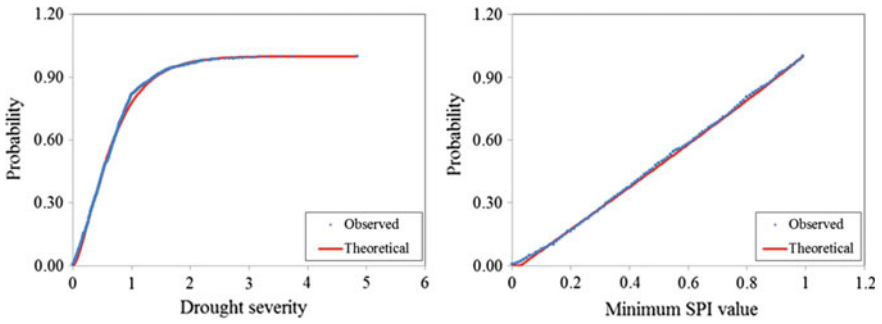 1.20
0.90
0.60
0.30
0.00
Probability
0 1 2 3 4 5 6
Drought severity
Observed
Theoretical
1.20
0.90
0.60
0.30
0.00
Probability
0 0.2 0.4 0.6 0.8 1 1.2
Minimum SPI value
Observed
Theoretical